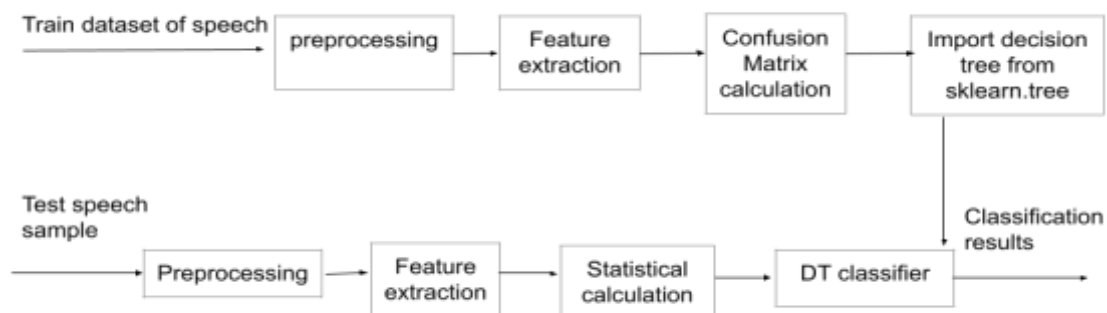 Train dataset of speech
preprocessing
Feature
extraction
Confusion
Matrix
calculation
Import decision
tree from
sklearn.tree
Test speech
sample
Preprocessing
Feature
extraction
Statistical
calculation
DT classifier
Classification
results